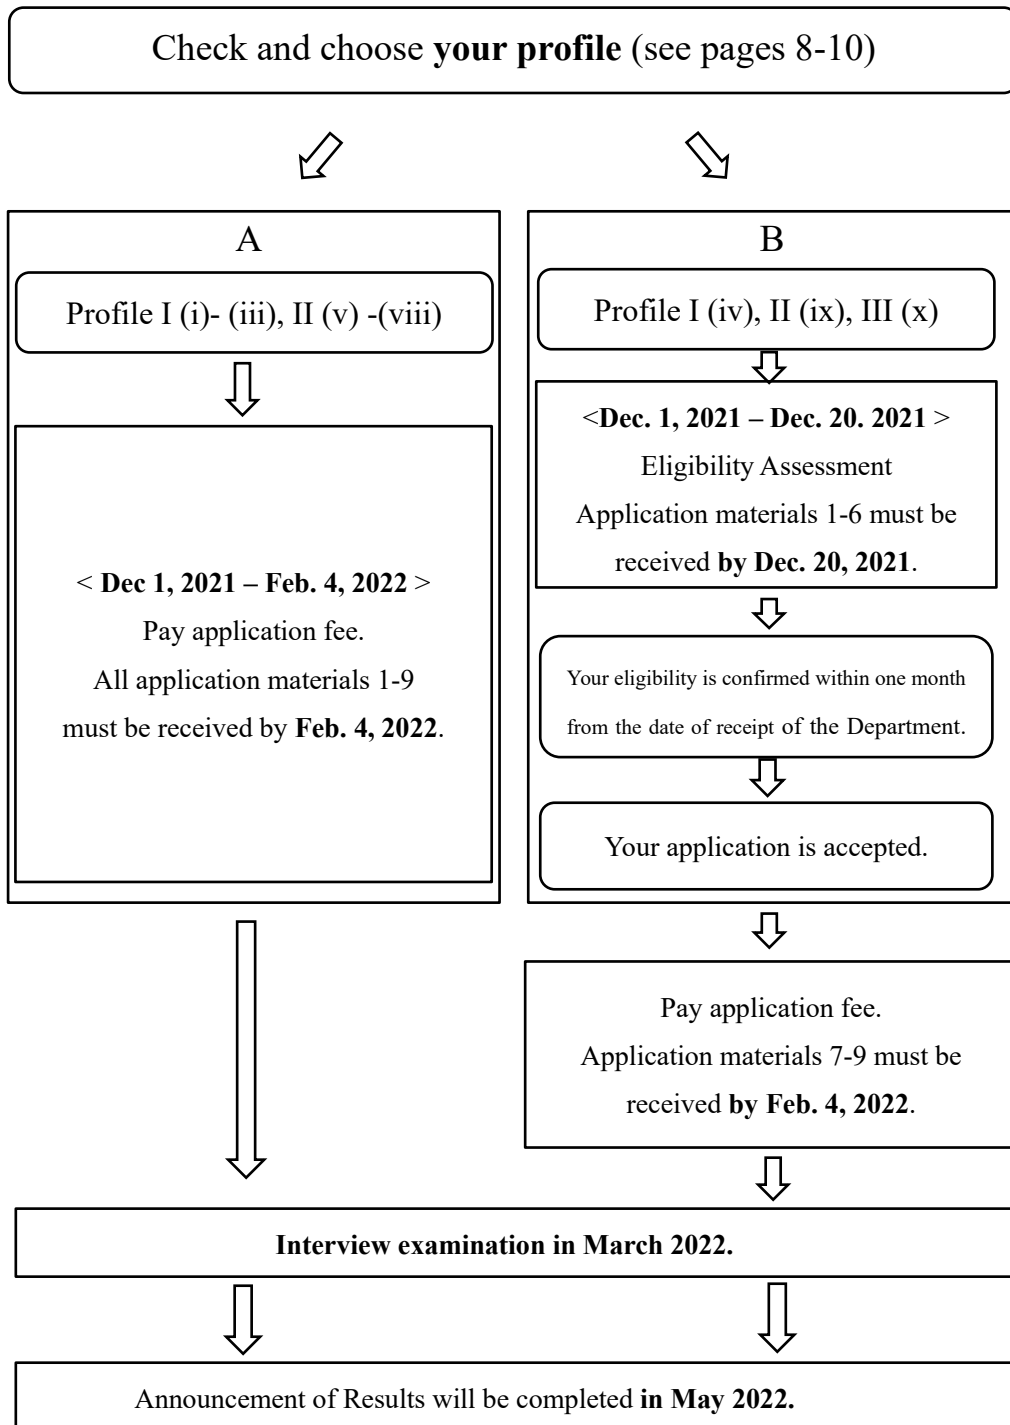 Check and choose your profile (see pages 8-10)
A
Profile I (i)- (iii), II (v) -(viii)
< Dec 1, 2021 – Feb. 4, 2022 >
Pay application fee.
All application materials 1-9
must be received by Feb. 4, 2022.
B
Profile I (iv), II (ix), III (x)
<Dec. 1, 2021 – Dec. 20. 2021 >
Eligibility Assessment
Application materials 1-6 must be
received by Dec. 20, 2021.
Your eligibility is confirmed within one month
from the date of receipt of the Department.
Your application is accepted.
Pay application fee.
Application materials 7-9 must be
received by Feb. 4, 2022.
Interview examination in March 2022.
Announcement of Results will be completed in May 2022.